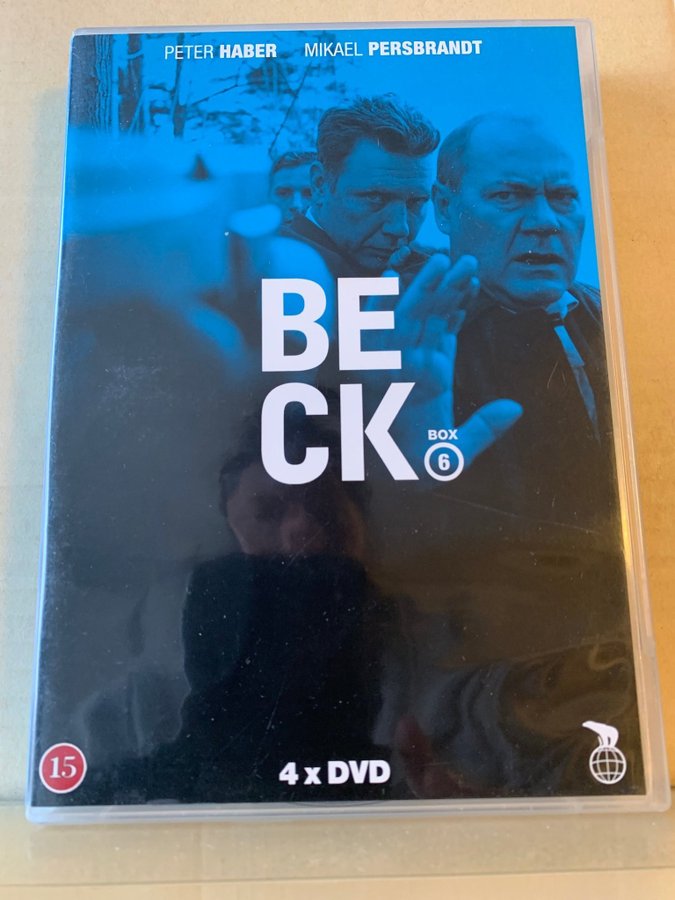 PETER HABER MIKAEL PERSBRANDT
BE
CK
BOX
6
15
4 x DVD